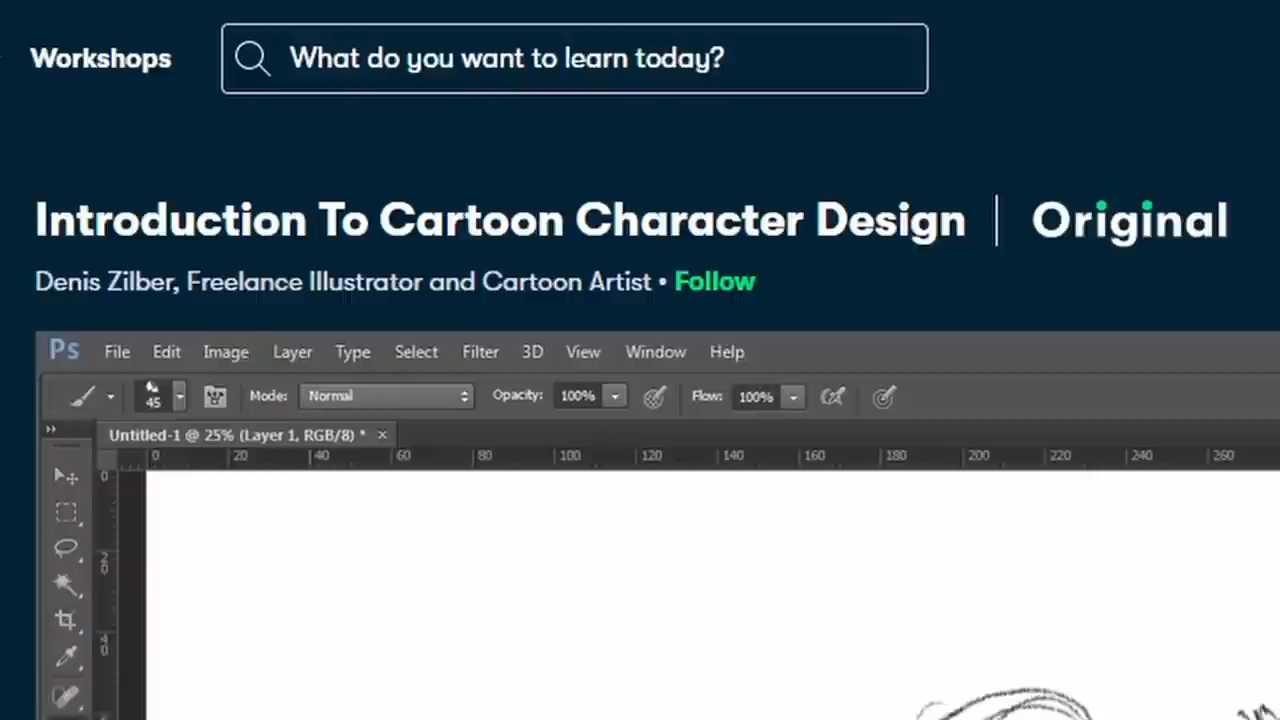 Workshops
What do you want to learn today?
Introduction To Cartoon Character Design | Original
Denis Zilber, Freelance Illustrator and Cartoon Artist • Follow
Ps File Edit Image Layer Type Select Filter 3D View Window Help
45 Mode: Normal Opacity: 100% Flow: 100%
Untitled-1 @ 25% (Layer 1, RGB/8) * ×
0 20 40 60 80 100 120 140 160 180 200 220 240 260
0
20
40